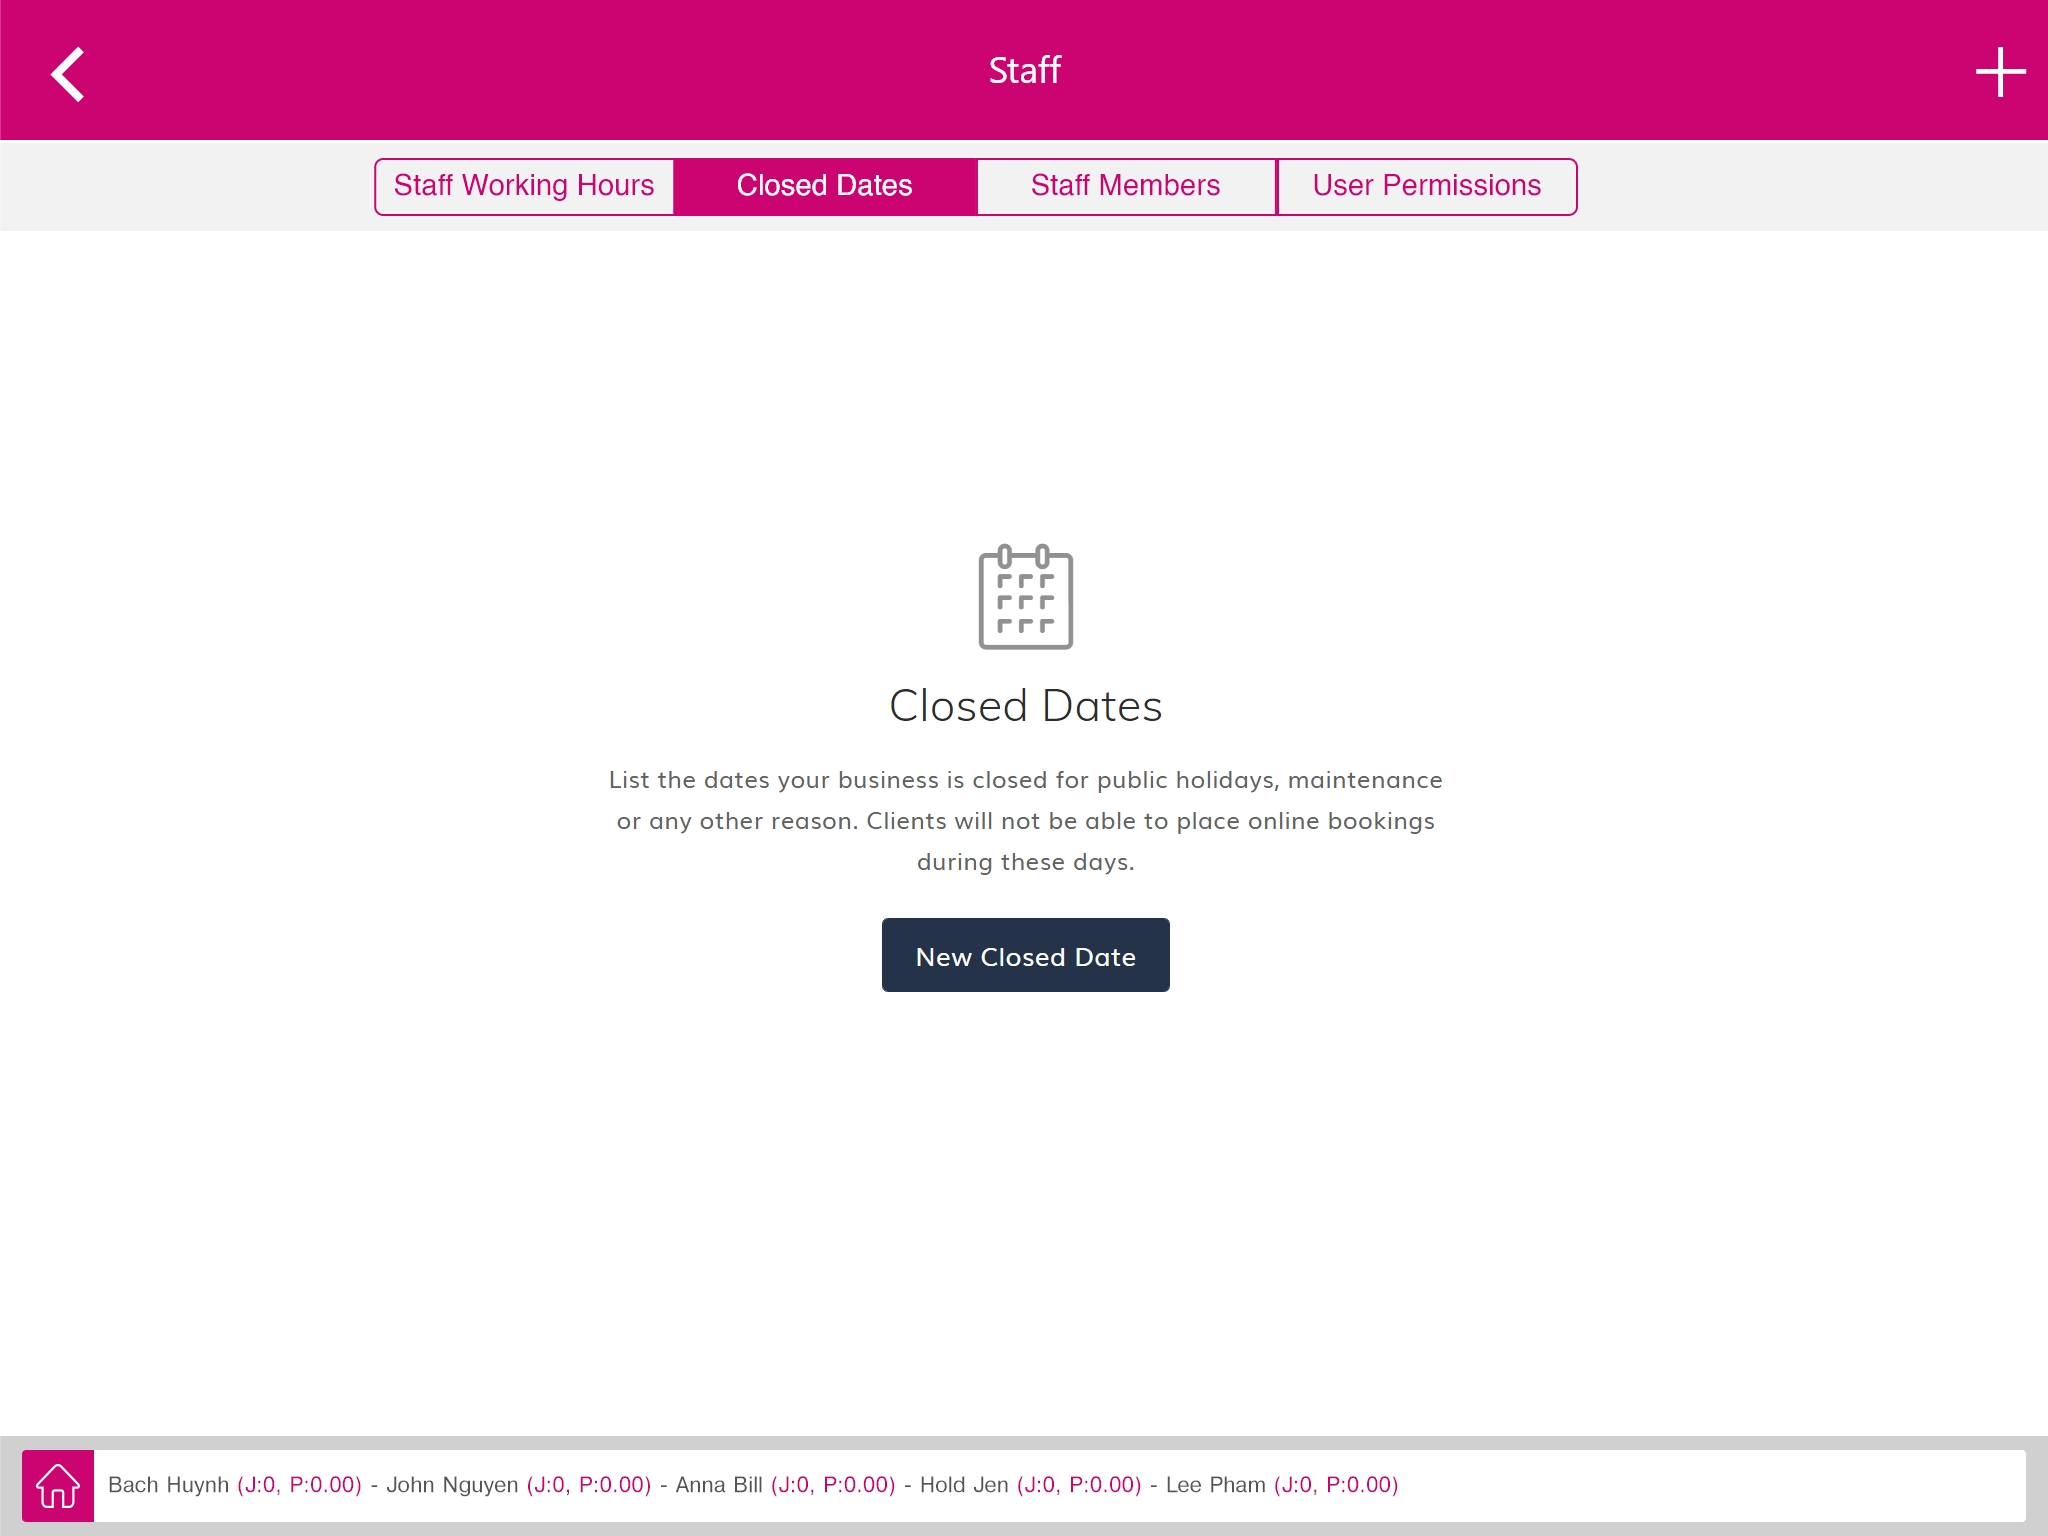 Staff
Staff Working Hours
Closed Dates
Staff Members
User Permissions
Closed Dates
List the dates your business is closed for public holidays, maintenance
or any other reason. Clients will not be able to place online bookings
during these days.
New Closed Date
Bach Huynh (J:0, P:0.00) - John Nguyen (J:0, P:0.00) - Anna Bill (J:0, P:0.00) - Hold Jen (J:0, P:0.00) - Lee Pham (J:0, P:0.00)